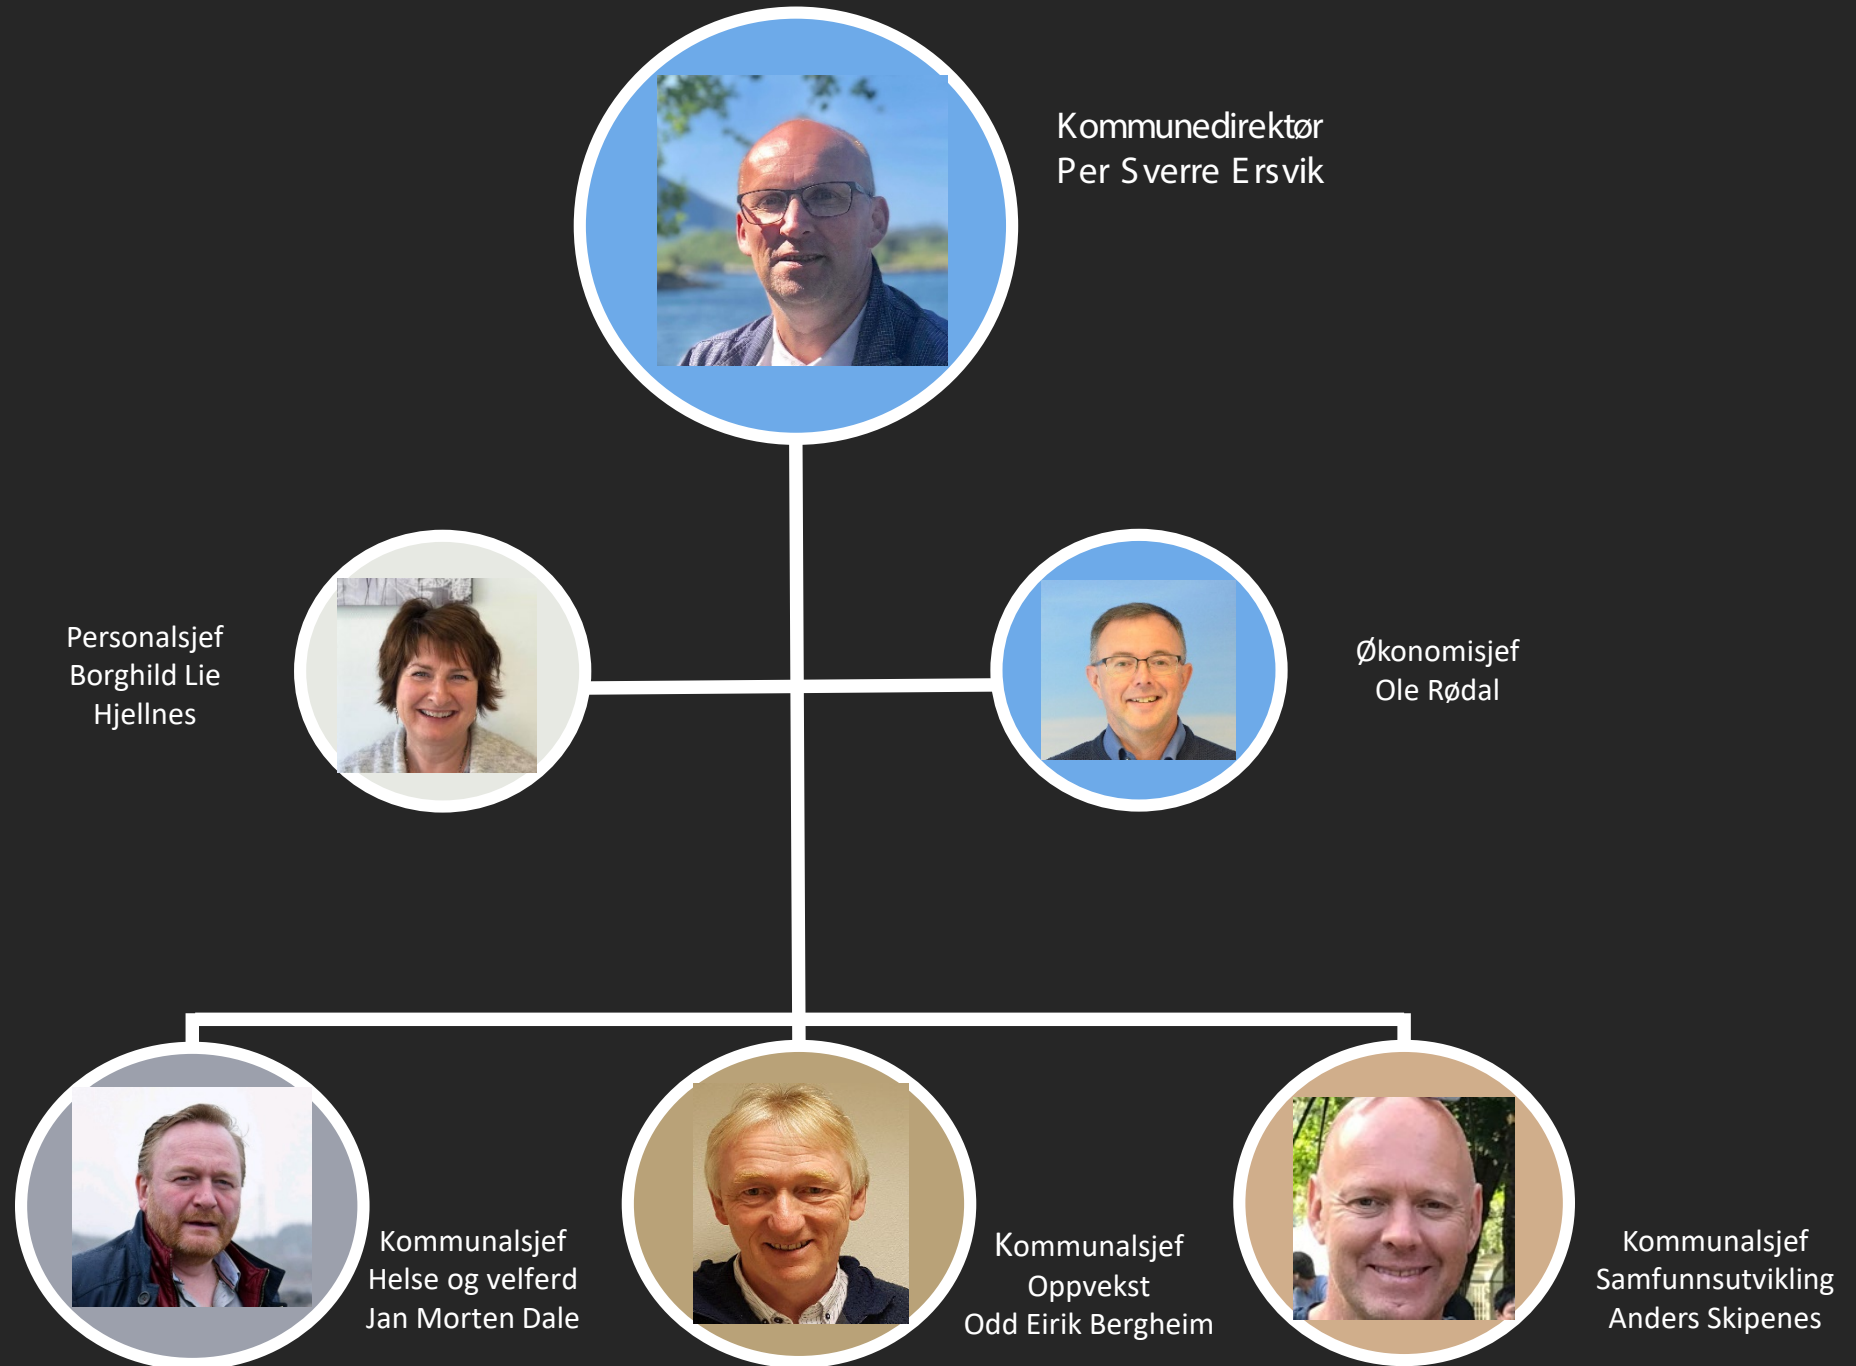 Kommunedirektør
Per Sverre Ersvik
Personalsjef
Borghild Lie
Hjellnes
Økonomisjef
Ole Rødal
Kommunalsjef
Helse og velferd
Jan Morten Dale
Kommunalsjef
Oppvekst
Odd Eirik Bergheim
Kommunalsjef
Samfunnsutvikling
Anders Skipenes